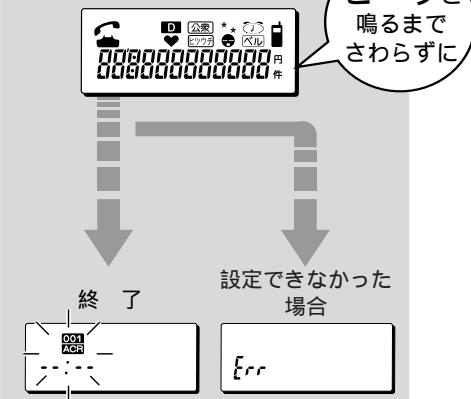 鳴るまで
さわらずに
D 公衆
ヒツウチ ベル
円
件
終 了
設定できなかった
場合
001
ACR
--:--
Err